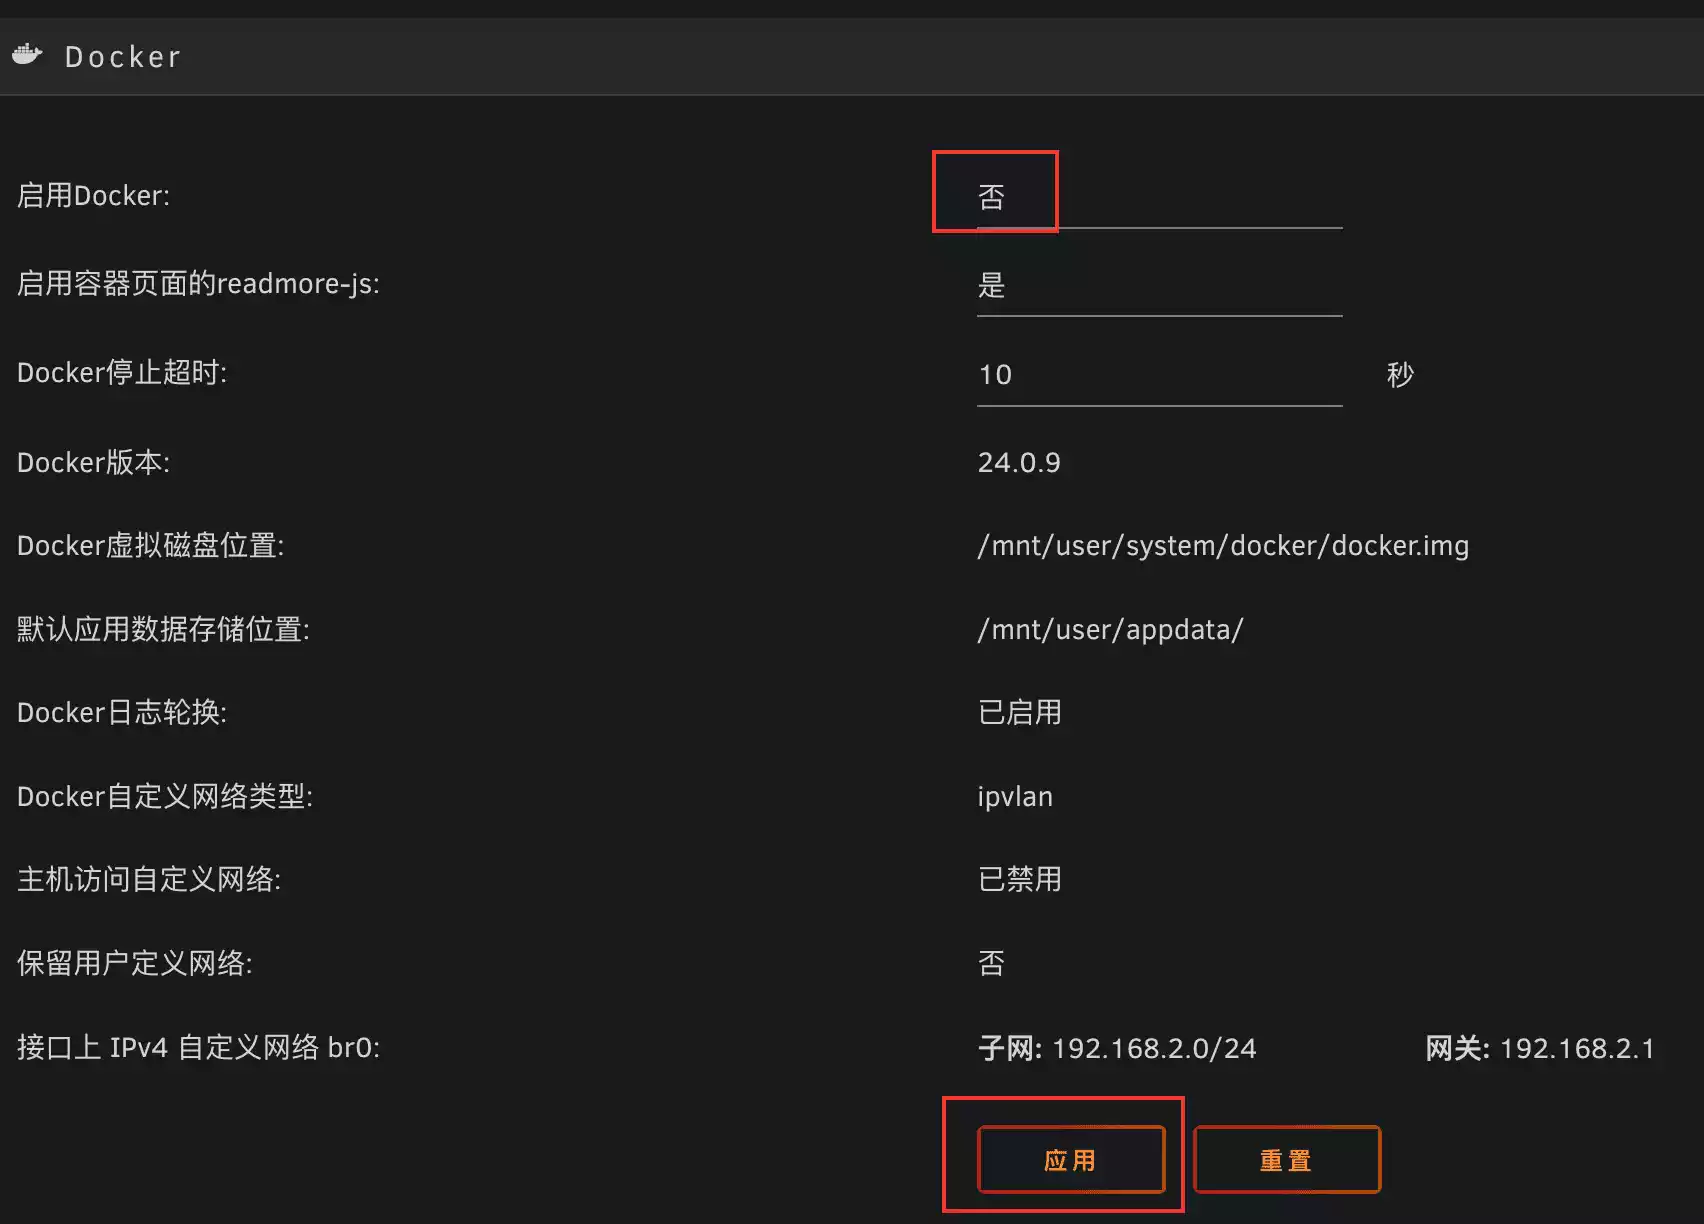 Docker
启用Docker: 否
启用容器页面的readmore-js: 是
Docker停止超时: 10 秒
Docker版本: 24.0.9
Docker虚拟磁盘位置: /mnt/user/system/docker/docker.img
默认应用数据存储位置: /mnt/user/appdata/
Docker日志轮换: 已启用
Docker自定义网络类型: ipvlan
主机访问自定义网络: 已禁用
保留用户定义网络: 否
接口上 IPv4 自定义网络 br0: 子网: 192.168.2.0/24 网关: 192.168.2.1
应用 重置